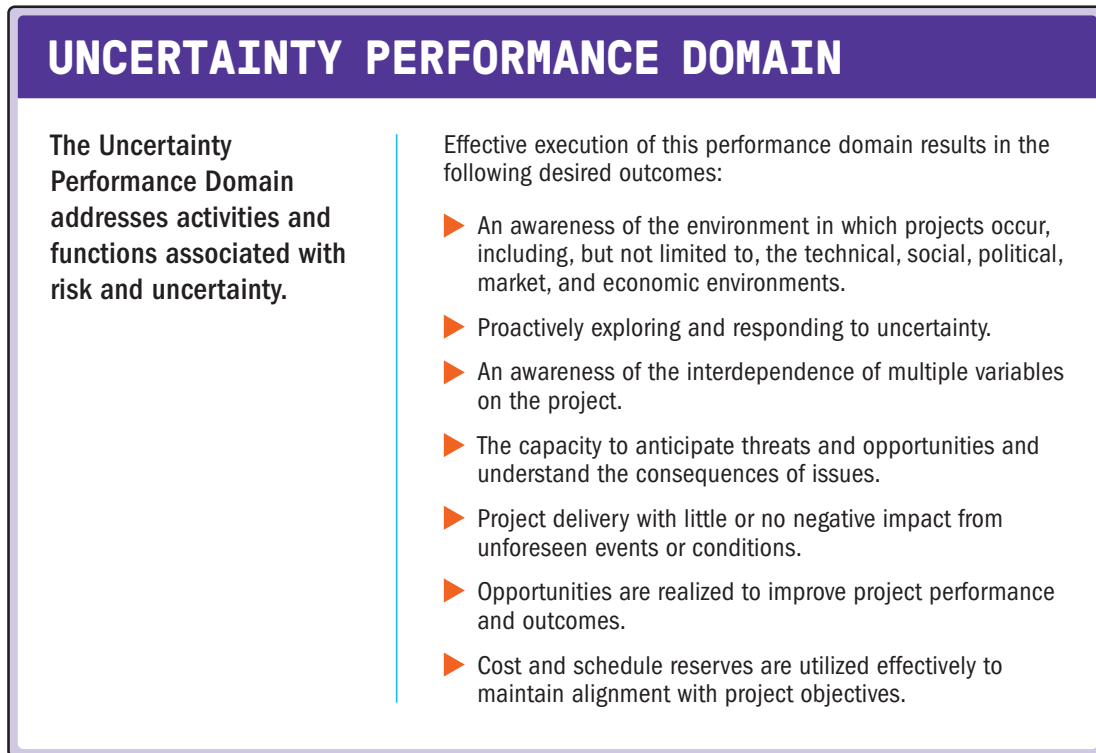 UNCERTAINTY PERFORMANCE DOMAIN
The Uncertainty
Performance Domain
addresses activities and
functions associated with
risk and uncertainty.
Effective execution of this performance domain results in the
following desired outcomes:
An awareness of the environment in which projects occur,
including, but not limited to, the technical, social, political,
market, and economic environments.
Proactively exploring and responding to uncertainty.
An awareness of the interdependence of multiple variables
on the project.
The capacity to anticipate threats and opportunities and
understand the consequences of issues.
Project delivery with little or no negative impact from
unforeseen events or conditions.
Opportunities are realized to improve project performance
and outcomes.
Cost and schedule reserves are utilized effectively to
maintain alignment with project objectives.